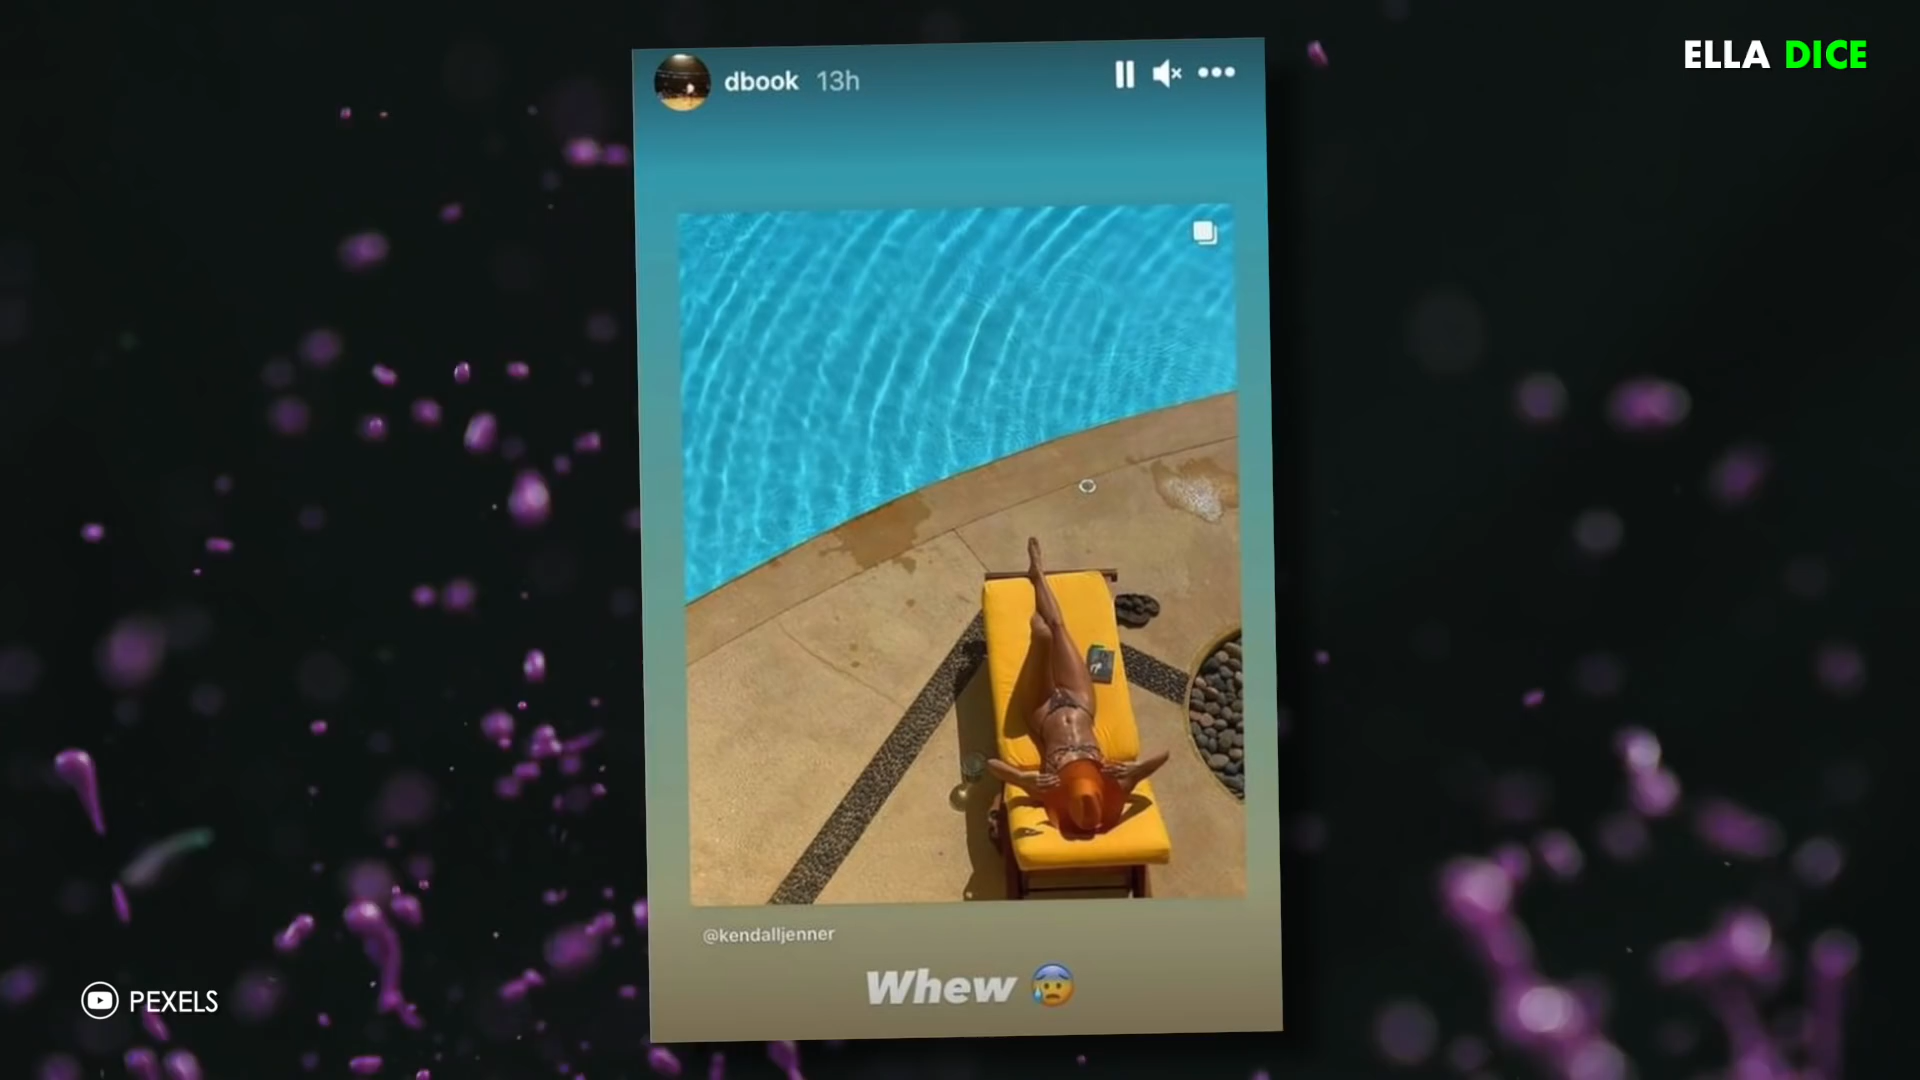 ELLA DICE
dbook 13h
@kendalljenner
Whew 😰
PEXELS